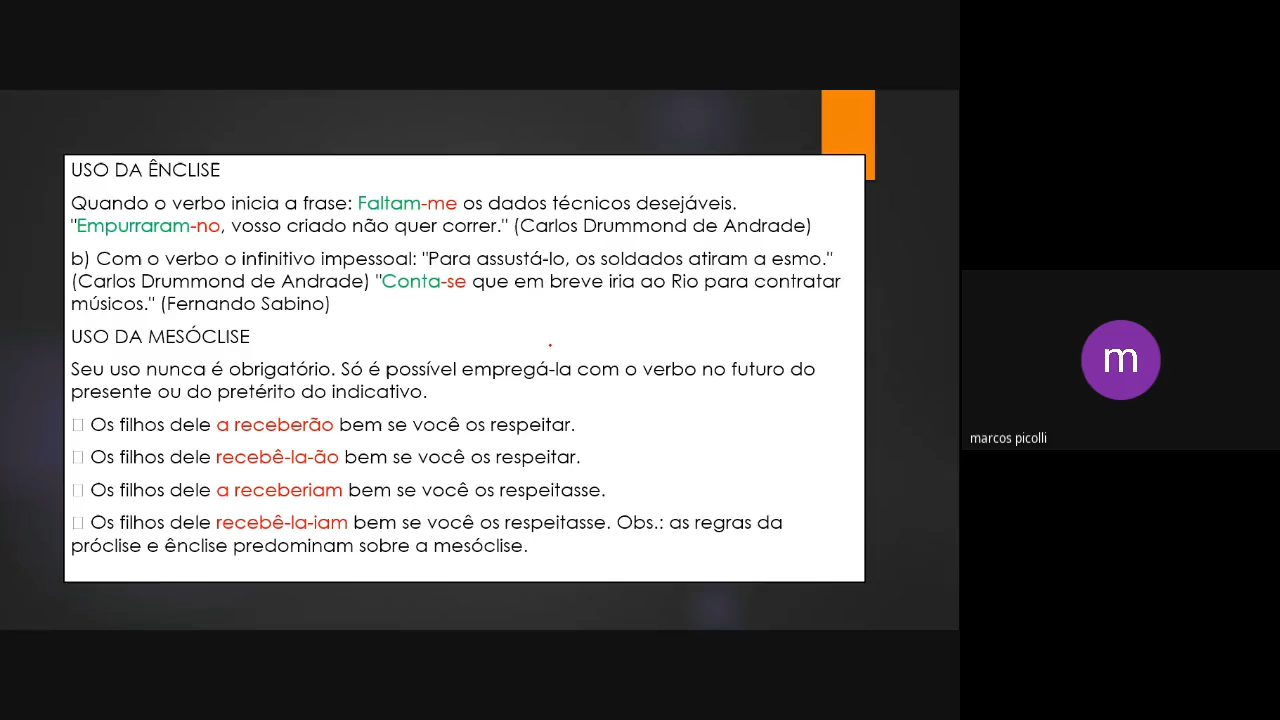 USO DA ÊNCLISE
Quando o verbo inicia a frase: Faltam-me os dados técnicos desejáveis.
"Empurraram-no, vosso criado não quer correr." (Carlos Drummond de Andrade)
b) Com o verbo o infinitivo impessoal: "Para assustá-lo, os soldados atiram a esmo."
(Carlos Drummond de Andrade) "Conta-se que em breve iria ao Rio para contratar
músicos." (Fernando Sabino)
USO DA MESÓCLISE
Seu uso nunca é obrigatório. Só é possível empregá-la com o verbo no futuro do
presente ou do pretérito do indicativo.
Os filhos dele a receberão bem se você os respeitar.
Os filhos dele recebê-la-ão bem se você os respeitar.
Os filhos dele a receberiam bem se você os respeitasse.
Os filhos dele recebê-la-iam bem se você os respeitasse. Obs.: as regras da
próclise e ênclise predominam sobre a mesóclise.
m
marcos picolli